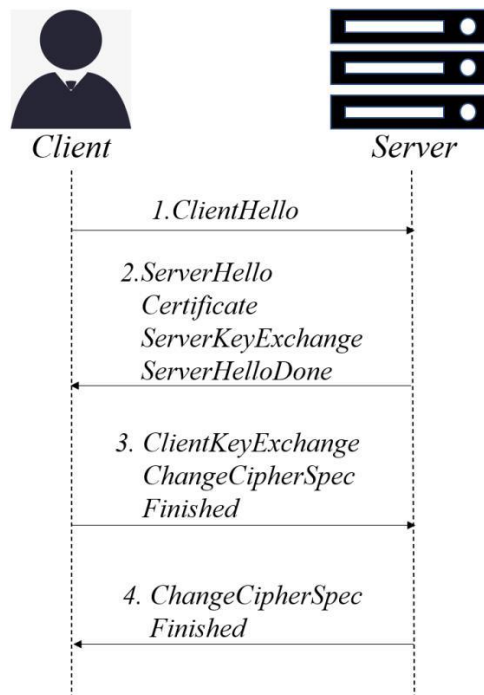 Client
Server
1.ClientHello
2.ServerHello
Certificate
ServerKeyExchange
ServerHelloDone
3. ClientKeyExchange
ChangeCipherSpec
Finished
4. ChangeCipherSpec
Finished